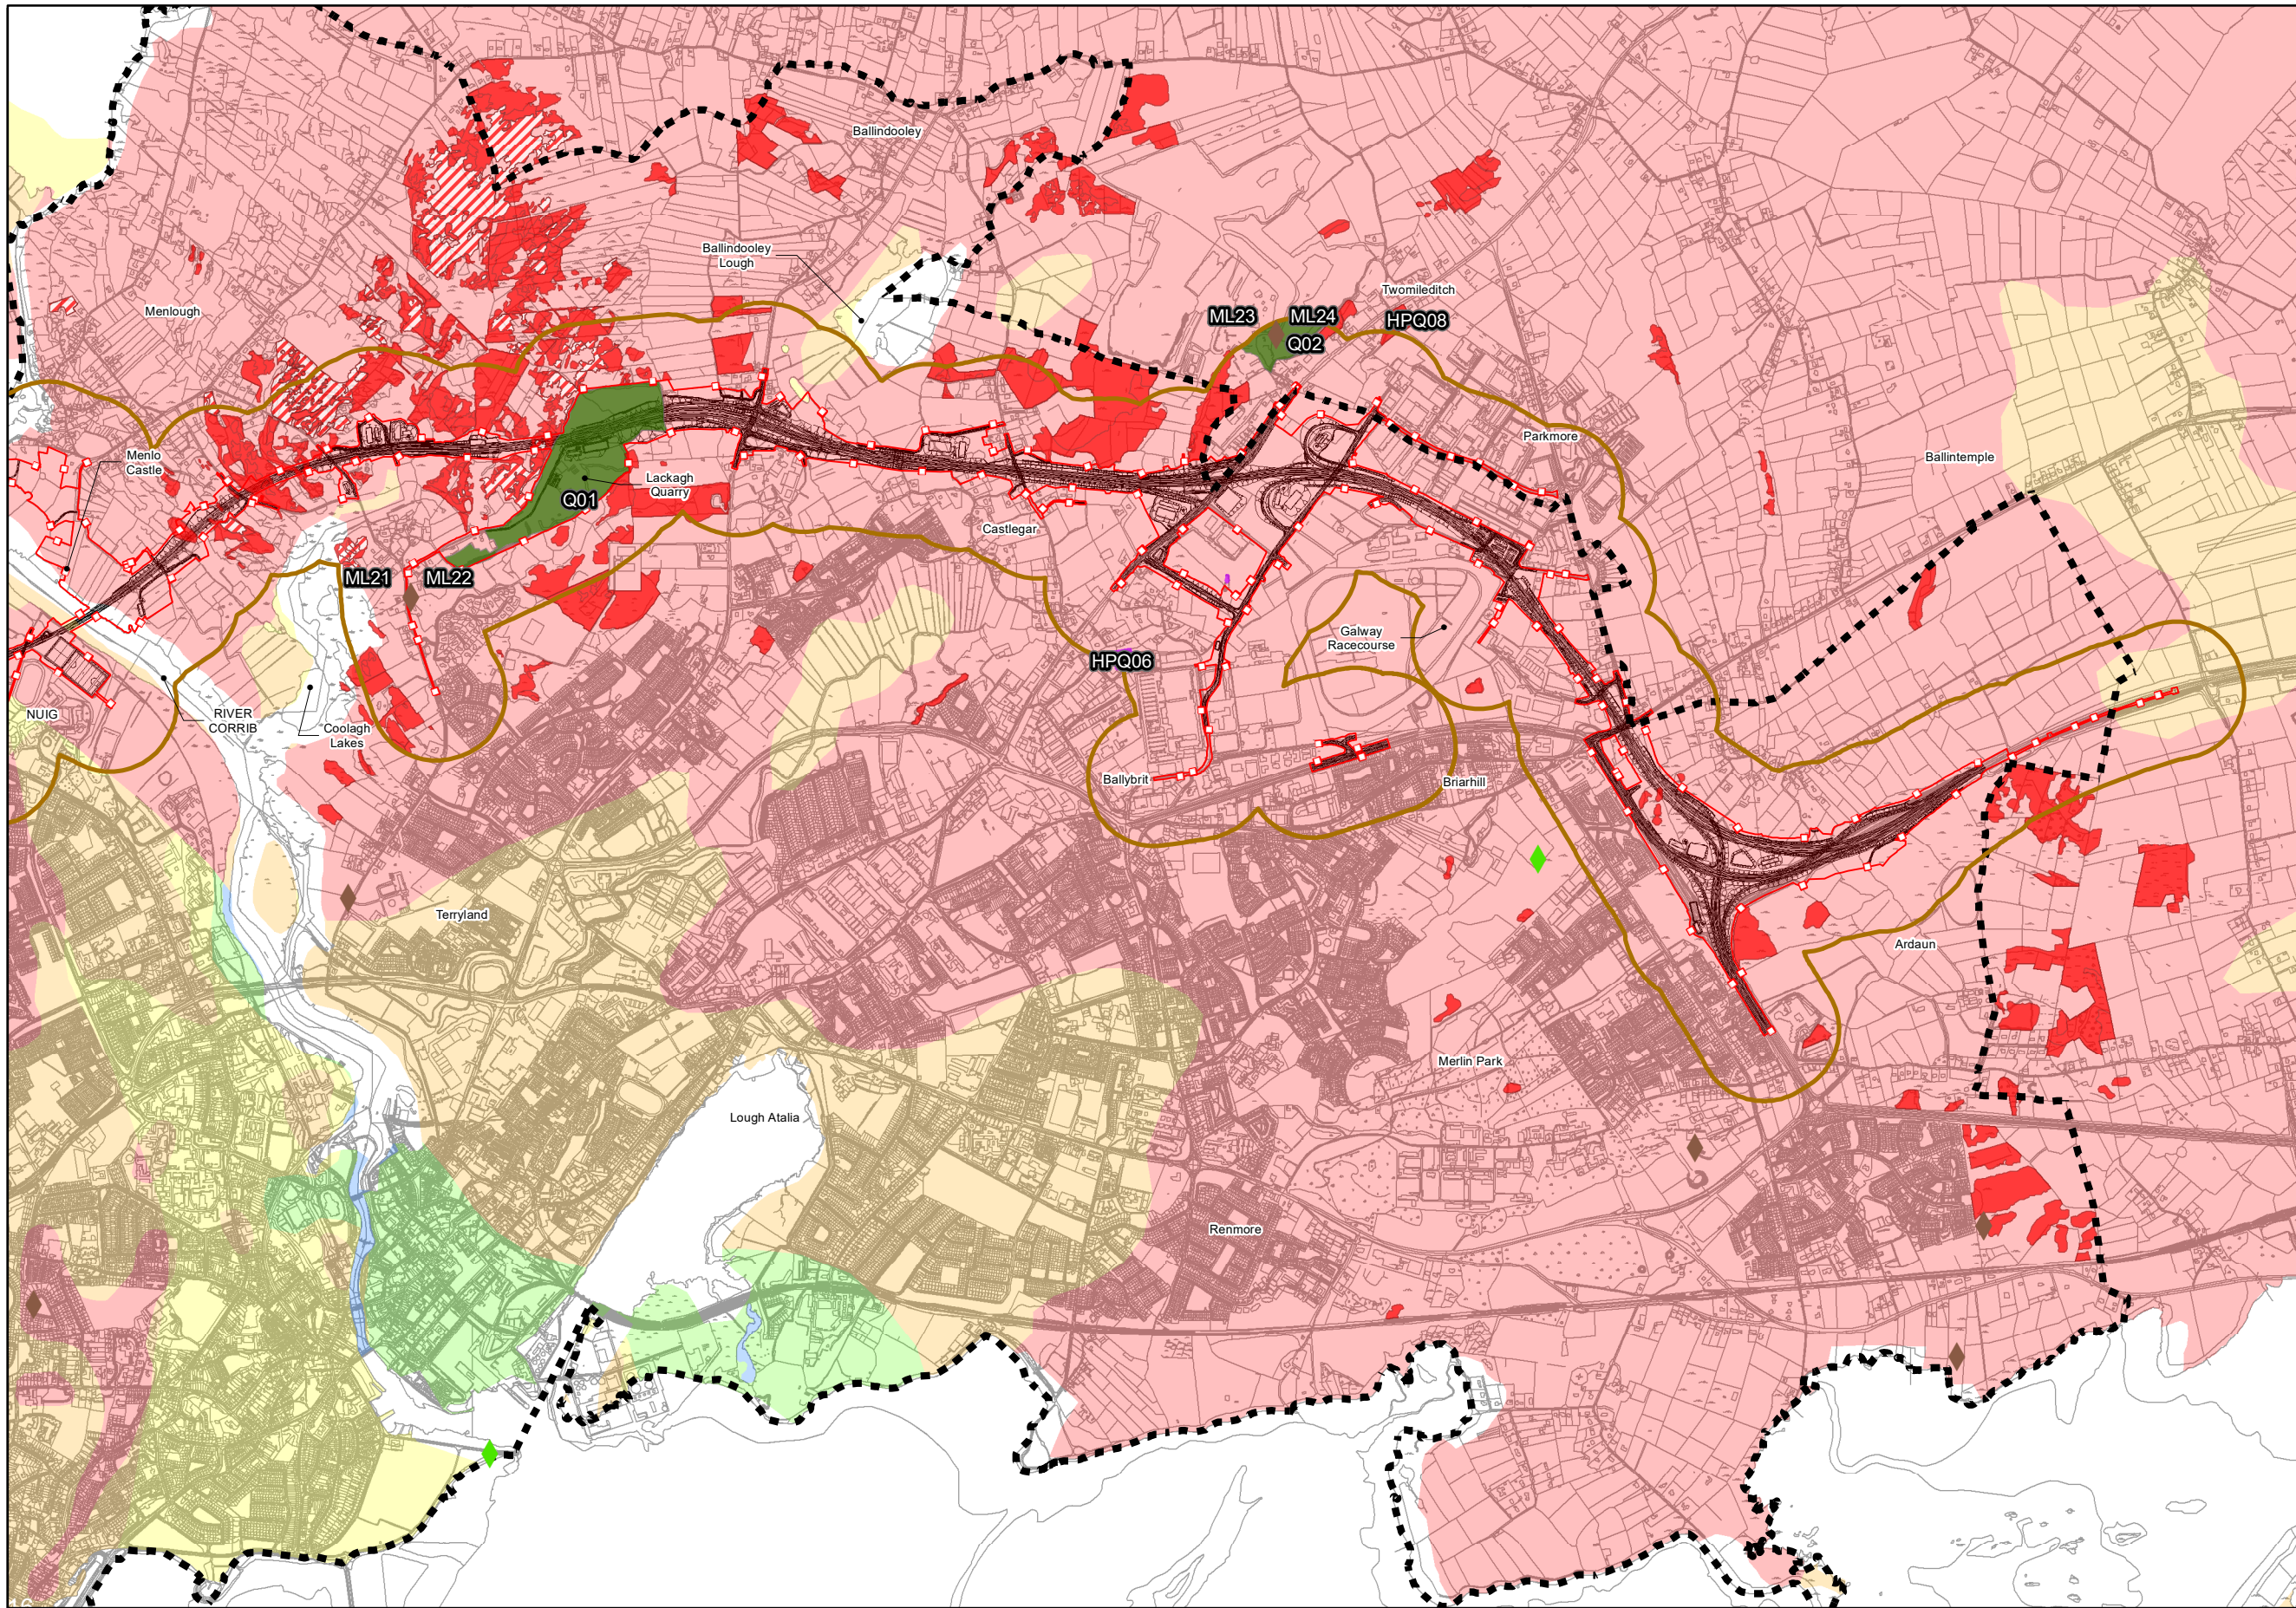 Ballindooley
Ballindooley
Lough
Menlough
Twomileditch
ML23
ML24
HPQ08
Q02
Parkmore
Menlo
Castle
Ballintemple
Lackagh
Quarry
Q01
Castlegar
ML21
ML22
Galway
Racecourse
HPQ06
NUIG
RIVER
CORRIB
Coolagh
Lakes
Ballybrit
Briarhill
Terryland
Ardaun
Merlin Park
Lough Atalia
Renmore